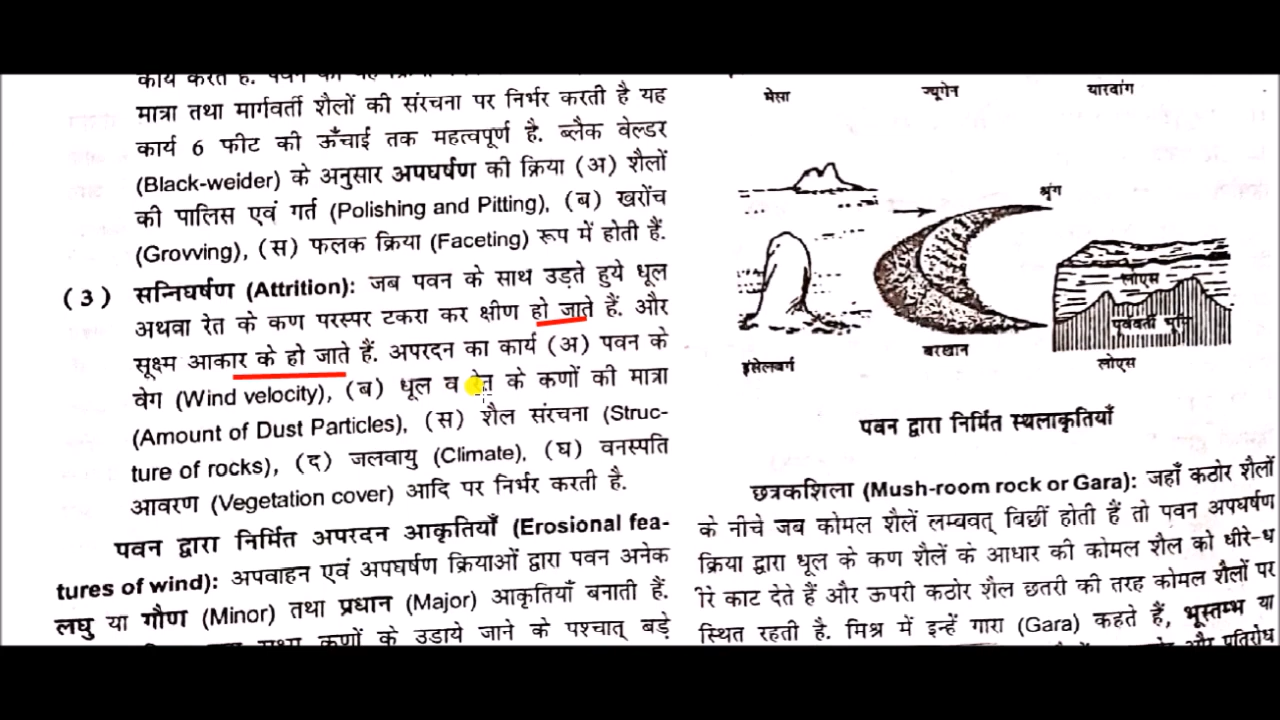 मात्रा तथा मार्गवर्ती शैलों की संरचना पर निर्भर करती है यह
कार्य 6 फीट की ऊँचाई तक महत्वपूर्ण है. ब्लैक वेल्डर
(Black-weider) के अनुसार अपघर्षण की क्रिया (अ) शैलों
की पालिस एवं गर्त (Polishing and Pitting), (ब) खरोंच
(Grovving), (स) फलक क्रिया (Faceting) रूप में होती हैं.
(3) सन्निघर्षण (Attrition): जब पवन के साथ उड़ते हुये धूल
अथवा रेत के कण परस्पर टकरा कर क्षीण हो जाते हैं. और
सूक्ष्म आकार के हो जाते हैं. अपरदन का कार्य (अ) पवन के
वेग (Wind velocity), (ब) धूल व रेत के कणों की मात्रा
(Amount of Dust Particles), (स) शैल संरचना (Struc-
ture of rocks), (द) जलवायु (Climate), (घ) वनस्पति
आवरण (Vegetation cover) आदि पर निर्भर करती है.
पवन द्वारा निर्मित अपरदन आकृतियाँ (Erosional fea-
tures of wind): अपवाहन एवं अपघर्षण क्रियाओं द्वारा पवन अनेक
लघु या गौण (Minor) तथा प्रधान (Major) आकृतियाँ बनाती हैं.
कणों के उडाये जाने के पश्चात् बड़े
मेसा ज्यूगेन यारदांग
श्रृंग
लोएस
पूर्ववर्ती भूमि
इंसेलबर्ग बरखान लोएस
पवन द्वारा निर्मित स्थलाकृतियाँ
छत्रकशिला (Mush-room rock or Gara): जहाँ कठोर शैलों
के नीचे जब कोमल शैलें लम्बवत् बिछीं होती हैं तो पवन अपघर्षण
क्रिया द्वारा धूल के कण शैलें के आधार की कोमल शैल को धीरे-ध
ीरे काट देते हैं और ऊपरी कठोर शैल छतरी की तरह कोमल शैलों पर
स्थित रहती है. मिश्र में इन्हें गारा (Gara) कहते हैं, भूस्तम्भ या
और प्रतिरोध